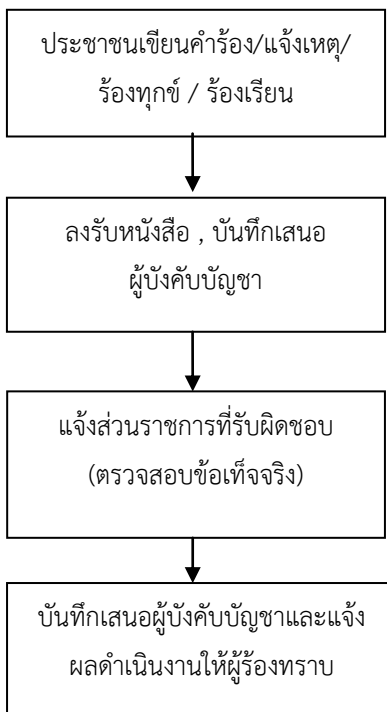 ประชาชนเขียนคำร้อง/แจ้งเหตุ/
ร้องทุกข์ / ร้องเรียน
ลงรับหนังสือ , บันทึกเสนอ
ผู้บังคับบัญชา
แจ้งส่วนราชการที่รับผิดชอบ
(ตรวจสอบข้อเท็จจริง)
บันทึกเสนอผู้บังคับบัญชาและแจ้ง
ผลดำเนินงานให้ผู้ร้องทราบ